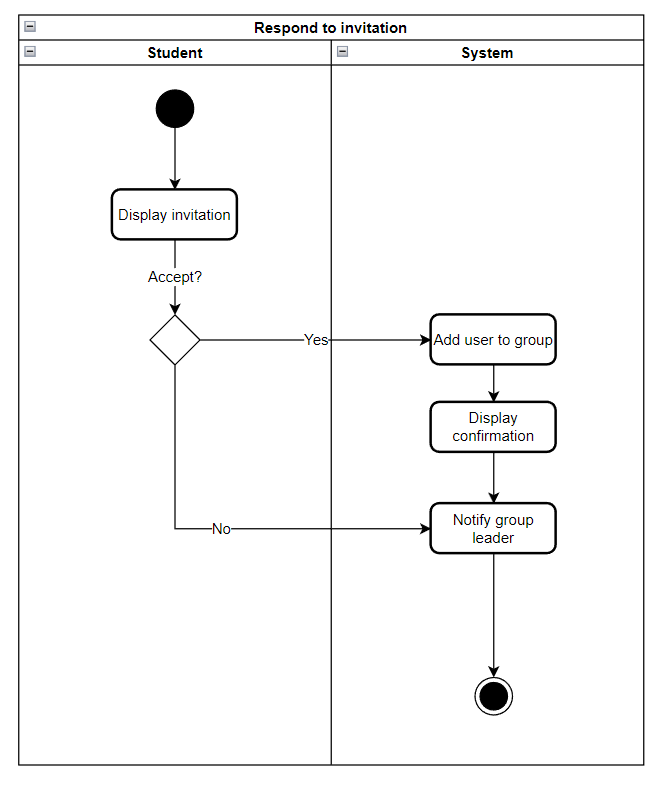 Respond to invitation
Student
System
Display invitation
Accept?
Yes
Add user to group
Display
confirmation
No
Notify group
leader